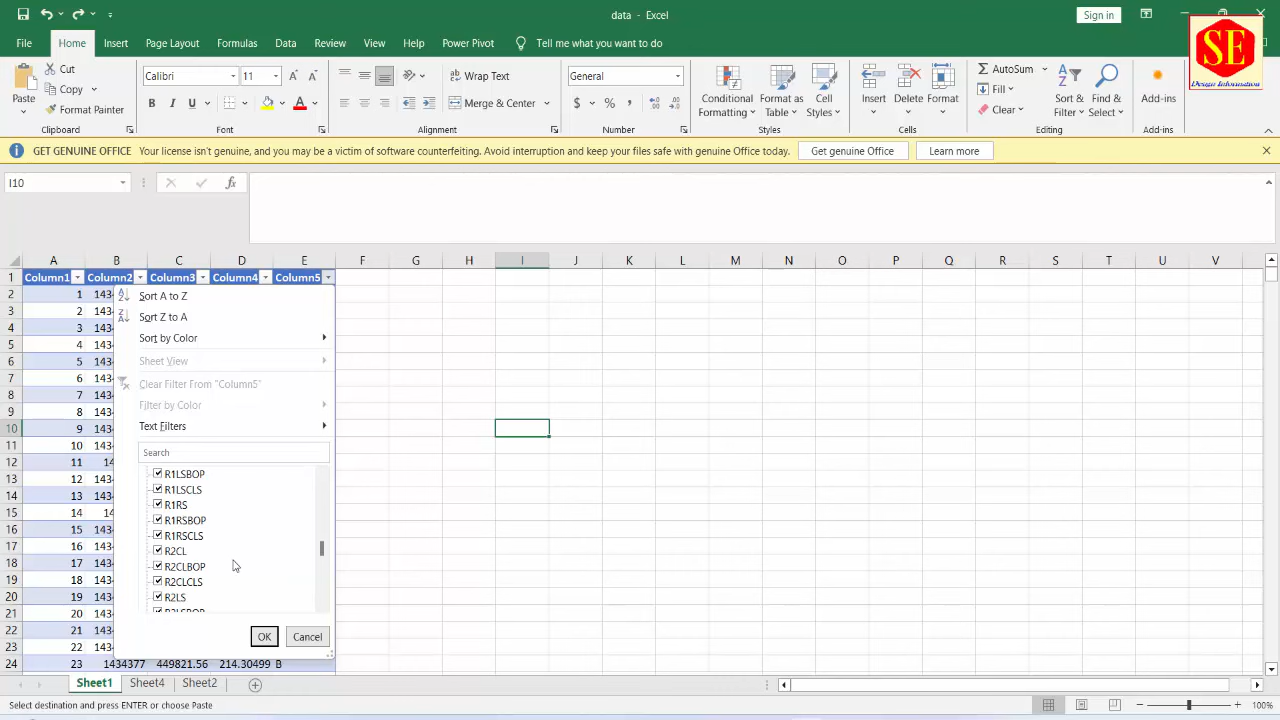 data - Excel
Sign in
File Home Insert Page Layout Formulas Data Review View Help Power Pivot Tell me what you want to do
SE
Design Information
Paste
Cut
Copy
Format Painter
Clipboard
Calibri 11
B I U A
Font
Wrap Text
Merge & Center
Alignment
General
$ % ,
Number
Conditional Formatting
Format as Table
Cell Styles
Styles
Insert Delete Format
Cells
AutoSum
Fill
Clear
Sort & Filter
Find & Select
Editing
Add-ins
Add-ins
GET GENUINE OFFICE Your license isn't genuine, and you may be a victim of software counterfeiting. Avoid interruption and keep your files safe with genuine Office today. Get genuine Office Learn more
I10 fx
A B C D E F G H I J K L M N O P Q R S T U V
1 Column1 Column2 Column3 Column4 Column5
2 1
3 2
4 3
5 4
6 5
7 6
8 7
9 8
10 9
11 10
12 11
13 12
14 13
15 14
16 15
17 16
18 17
19 18
20 19
21 20
22 21
23 22
24 23 1434377 449821.56 214.30499 B
Sort A to Z
Sort Z to A
Sort by Color
Sheet View
Clear Filter From "Column5"
Filter by Color
Text Filters
Search
R1LSBOP
R1LSCLS
R1RS
R1RSBOP
R1RSCLS
R2CL
R2CLBOP
R2CLCLS
R2LS
R2LSBOP
OK Cancel
Sheet1 Sheet4 Sheet2
Select destination and press ENTER or choose Paste
100%